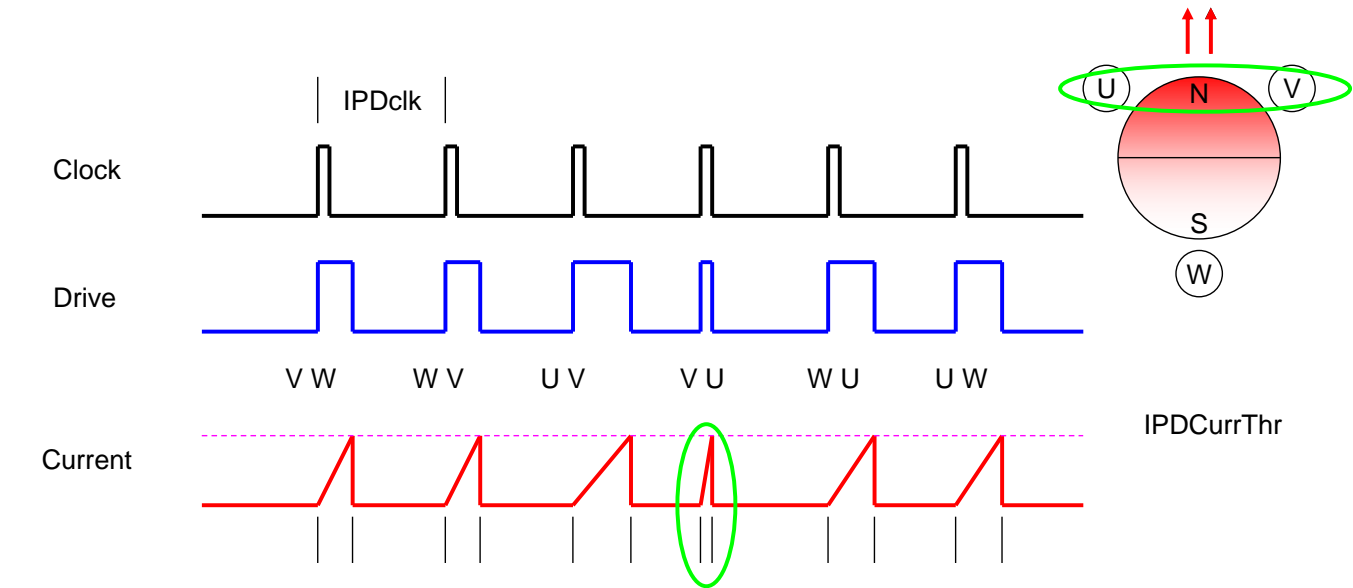 IPDclk
Clock
Drive
V W
W V
U V
V U
W U
U W
Current
IPDCurrThr
U
N
V
S
W